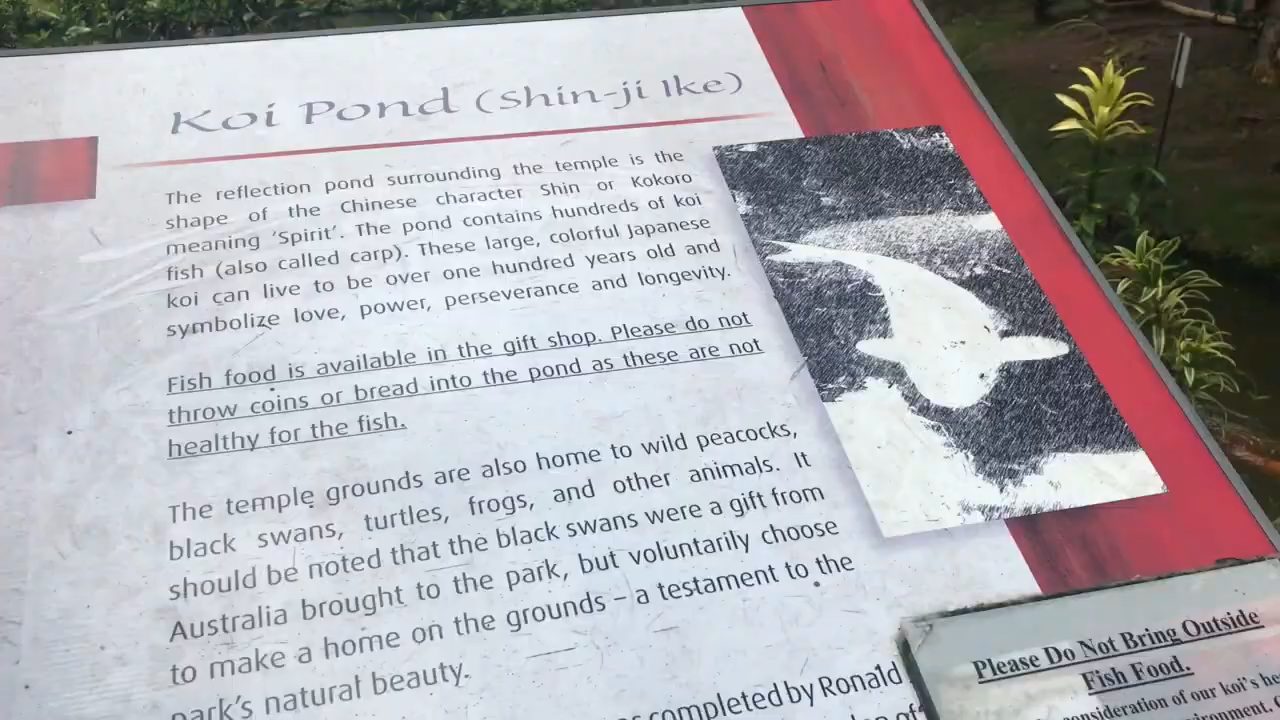 Koi Pond (Shin-ji Ike)
The reflection pond surrounding the temple is the
shape of the Chinese character Shin or Kokoro
meaning 'Spirit'. The pond contains hundreds of koi
fish (also called carp). These large, colorful Japanese
koi can live to be over one hundred years old and
symbolize love, power, perseverance and longevity.
Fish food is available in the gift shop. Please do not
throw coins or bread into the pond as these are not
healthy for the fish.
The temple grounds are also home to wild peacocks,
black swans, turtles, frogs, and other animals. It
should be noted that the black swans were a gift from
Australia brought to the park, but voluntarily choose
to make a home on the grounds – a testament to the
park's natural beauty.
completed by Ronald
of
Please Do Not Bring Outside
Fish Food.
of our koi's